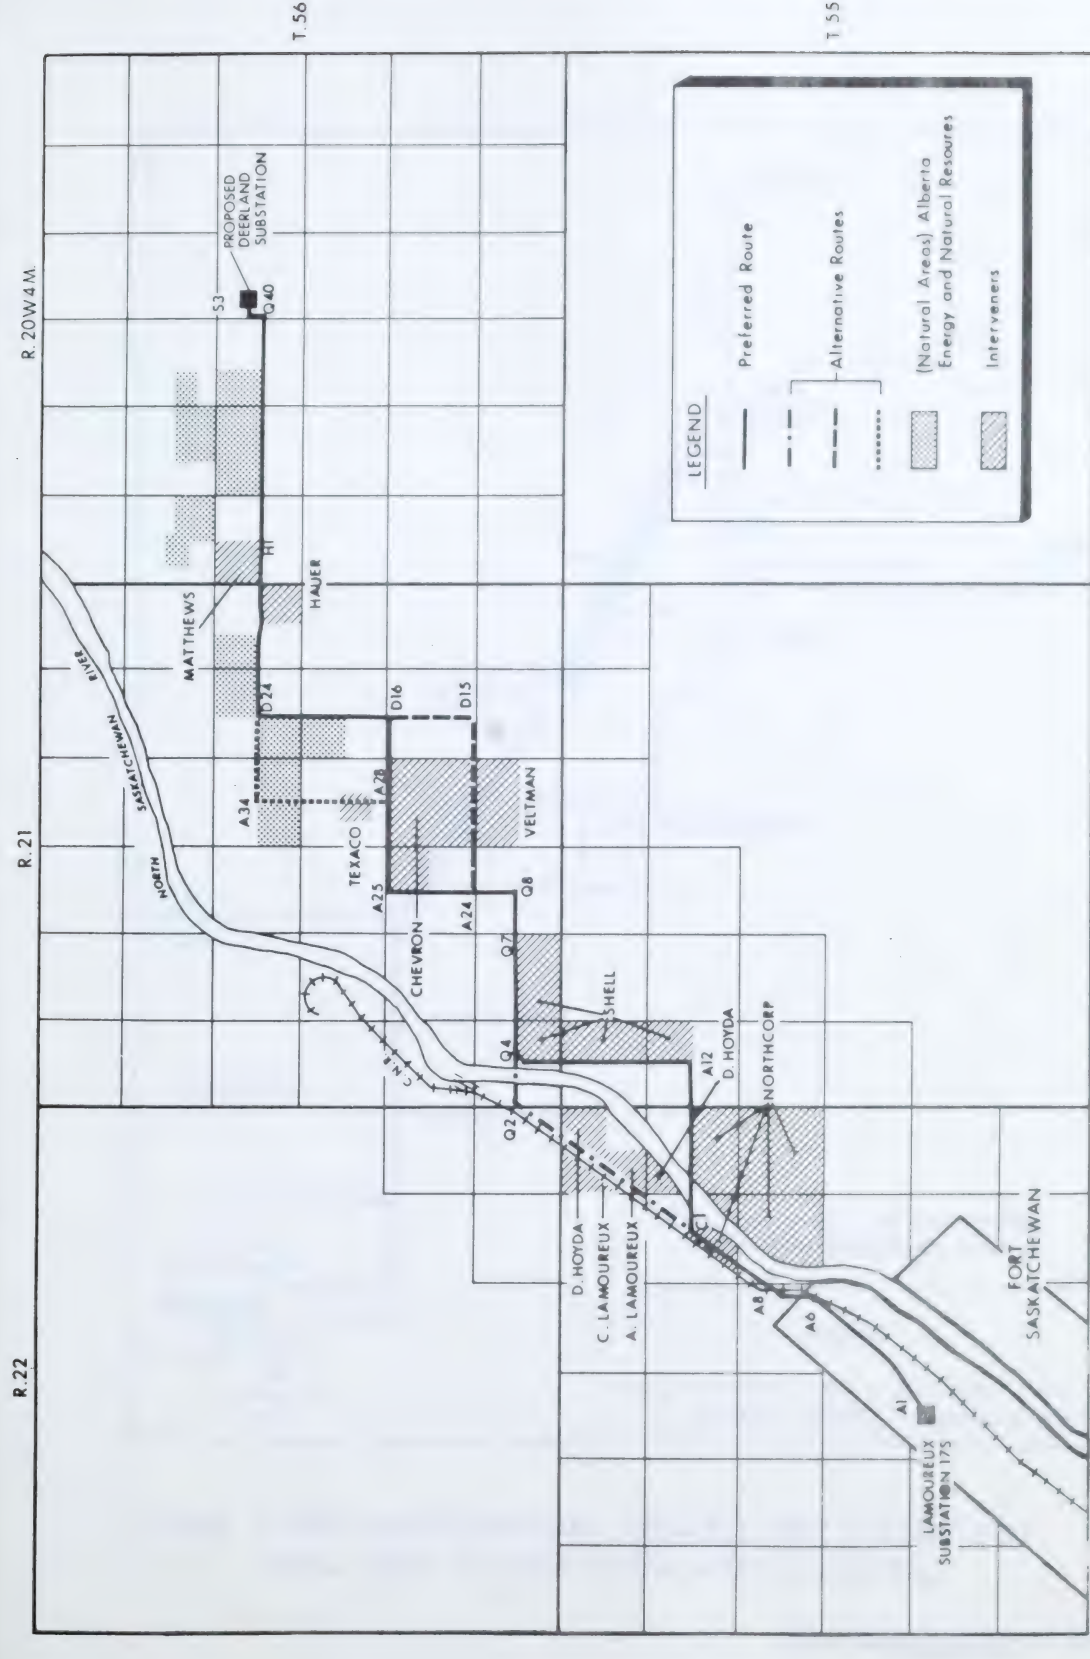 R. 22
R. 21
R. 20W4M.
T. 56
T. 55
NORTH
SASKATCHEWAN
RIVER
C.N.R.
PROPOSED
DEERLAND
SUBSTATION
S3
Q40
H1
MATTHEWS
HAUER
D24
D16
D15
A34
A28
TEXACO
A25
CHEVRON
A24
VELTMAN
Q8
Q7
Q4
Q2
SHELL
A12
D. HOYDA
NORTHCORP
D. HOYDA
C. LAMOUREUX
A. LAMOUREUX
C1
A8
A6
A1
LAMOUREUX
SUBSTATION 175
FORT
SASKATCHEWAN
LEGEND
Preferred Route
Alternative Routes
(Natural Areas) Alberta
Energy and Natural Resoures
Interveners